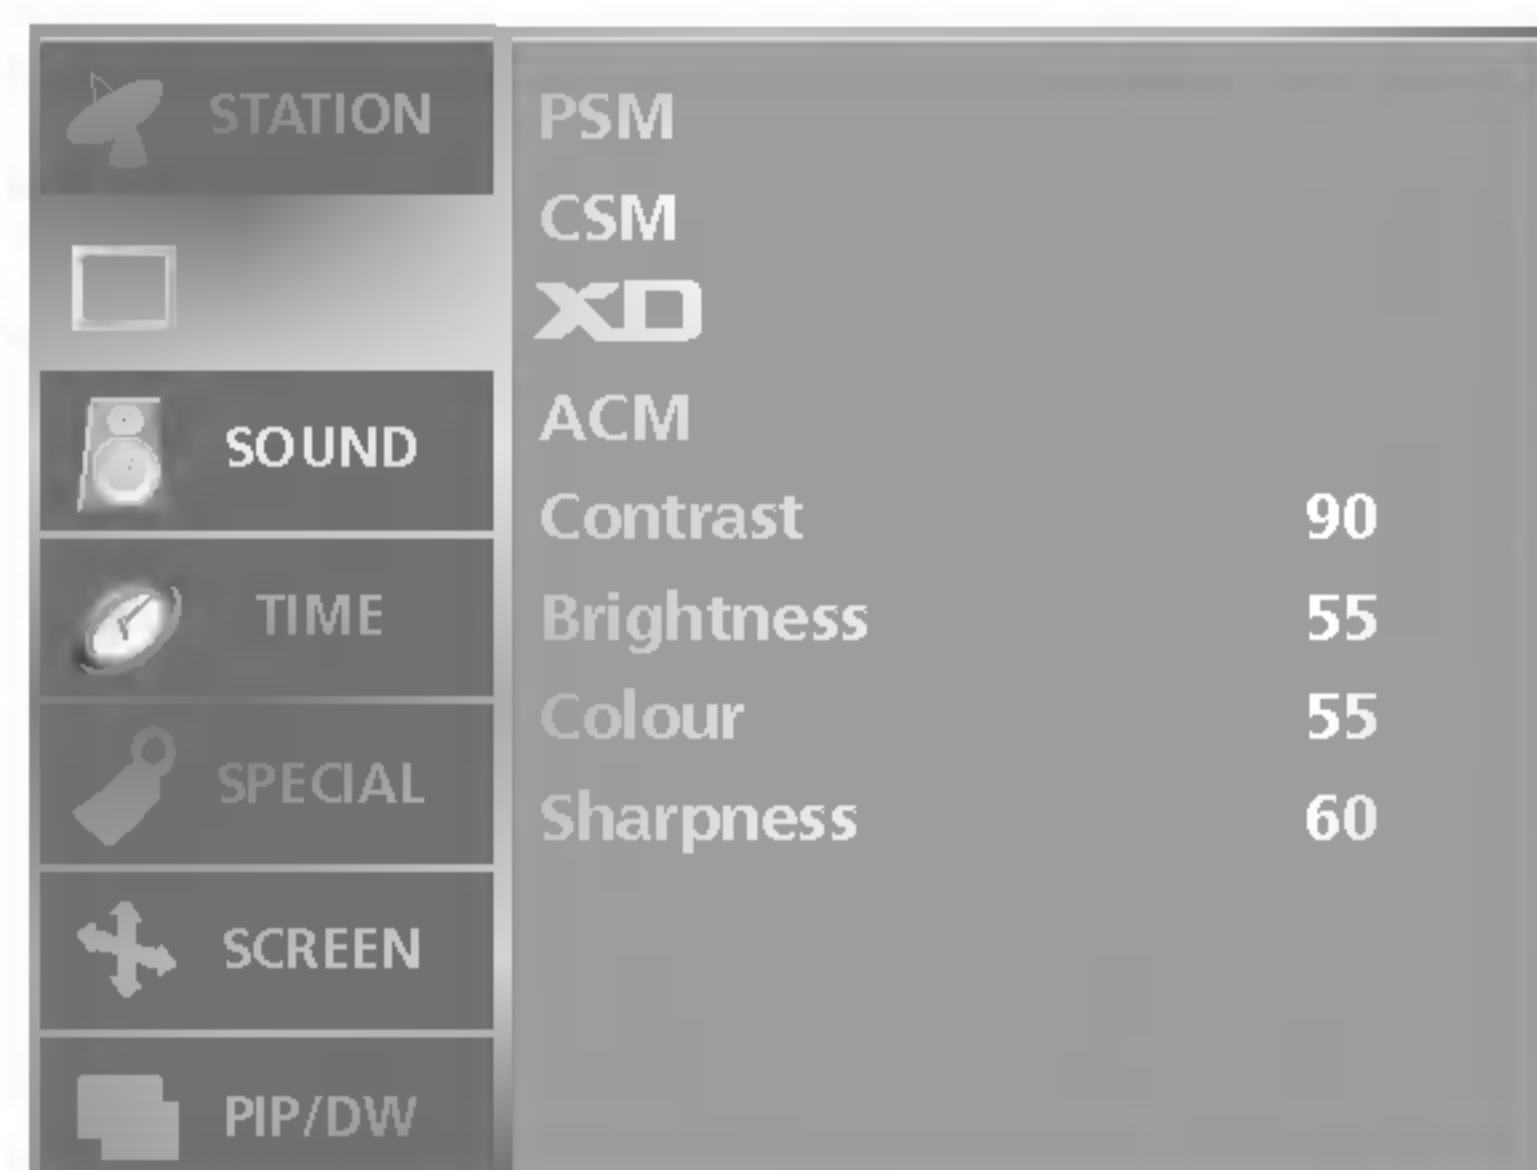 STATION
SOUND
TIME
SPECIAL
SCREEN
PIP/DW
PSM
CSM
XD
ACM
Contrast 90
Brightness 55
Colour 55
Sharpness 60